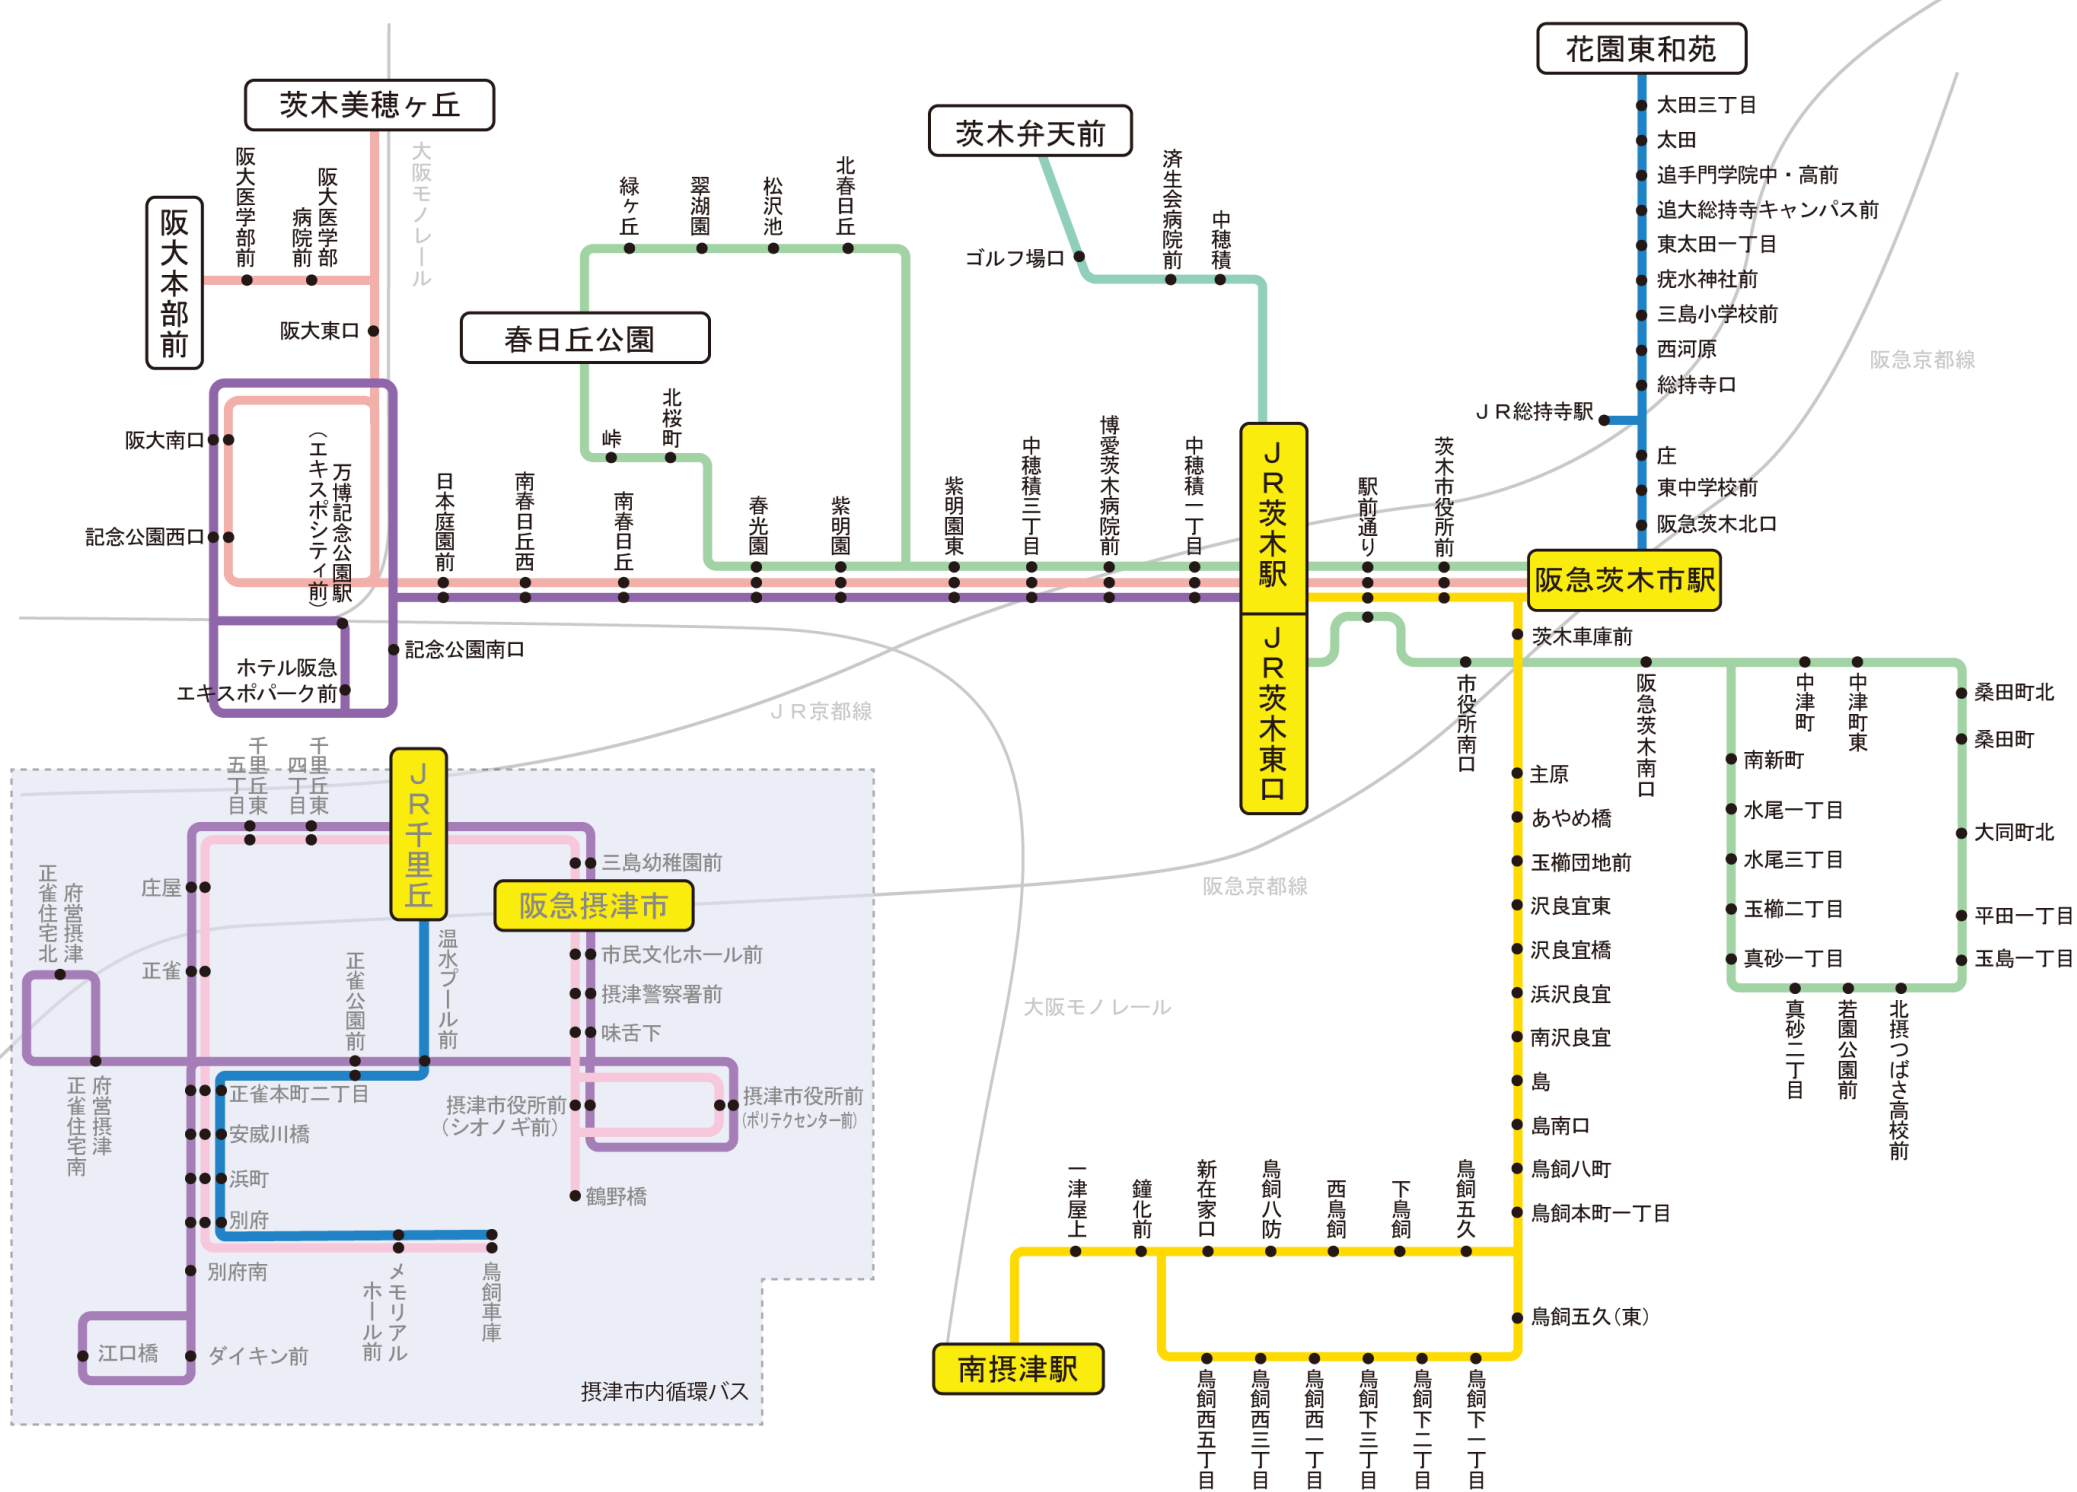 花園東和苑
太田三丁目
太田
追手門学院中・高前
追大総持寺キャンパス前
東太田一丁目
疣水神社前
三島小学校前
西河原
総持寺口
ＪＲ総持寺駅
庄
東中学校前
阪急茨木北口
阪急茨木市駅
阪急京都線
茨木美穂ヶ丘
大阪モノレール
阪大本部前
阪大医学部前
阪大医学部
病院前
阪大東口
阪大南口
記念公園西口
万博記念公園駅
（エキスポシティ前）
記念公園南口
ホテル阪急
エキスポパーク前
日本庭園前
南春日丘西
南春日丘
春日丘公園
緑ヶ丘
翠湖園
松沢池
北春日丘
峠
北桜町
春光園
紫明園
紫明園東
中穂積三丁目
博愛茨木病院前
中穂積一丁目
茨木弁天前
ゴルフ場口
済生会病院前
中穂積
ＪＲ茨木駅
ＪＲ茨木東口
駅前通り
茨木市役所前
茨木車庫前
市役所南口
阪急茨木南口
中津町
中津町東
桑田町北
桑田町
大同町北
平田一丁目
玉島一丁目
南新町
水尾一丁目
水尾三丁目
玉櫛二丁目
真砂一丁目
真砂二丁目
若園公園前
北摂つばさ高校前
主原
あやめ橋
玉櫛団地前
沢良宜東
沢良宜橋
浜沢良宜
南沢良宜
島
島南口
鳥飼八町
鳥飼本町一丁目
鳥飼五久（東）
一津屋上
鐘化前
新在家口
鳥飼八防
西鳥飼
下鳥飼
鳥飼五久
南摂津駅
鳥飼西五丁目
鳥飼西三丁目
鳥飼西一丁目
鳥飼下三丁目
鳥飼下二丁目
鳥飼下一丁目
ＪＲ京都線
阪急京都線
大阪モノレール
千里丘東
五丁目
千里丘東
四丁目
ＪＲ千里丘
三島幼稚園前
阪急摂津市
庄屋
正雀
府営摂津
正雀住宅北
府営摂津
正雀住宅南
正雀公園前
温水プール前
市民文化ホール前
摂津警察署前
味舌下
摂津市役所前
（シオノギ前）
摂津市役所前
（ポリテクセンター前）
鶴野橋
正雀本町二丁目
安威川橋
浜町
別府
別府南
メモリアル
ホール前
鳥飼車庫
江口橋
ダイキン前
摂津市内循環バス